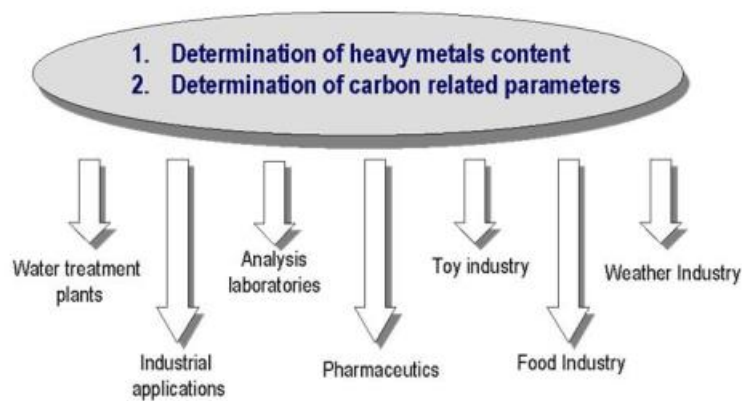 1. Determination of heavy metals content
2. Determination of carbon related parameters
Water treatment
plants
Industrial
applications
Analysis
laboratories
Pharmaceutics
Toy industry
Food Industry
Weather Industry